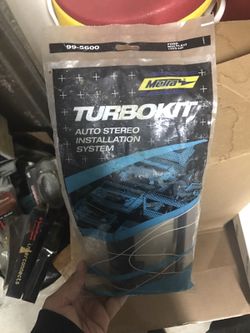 99-5600
Metra
TURBOKIT
AUTO STEREO
INSTALLATION
SYSTEM